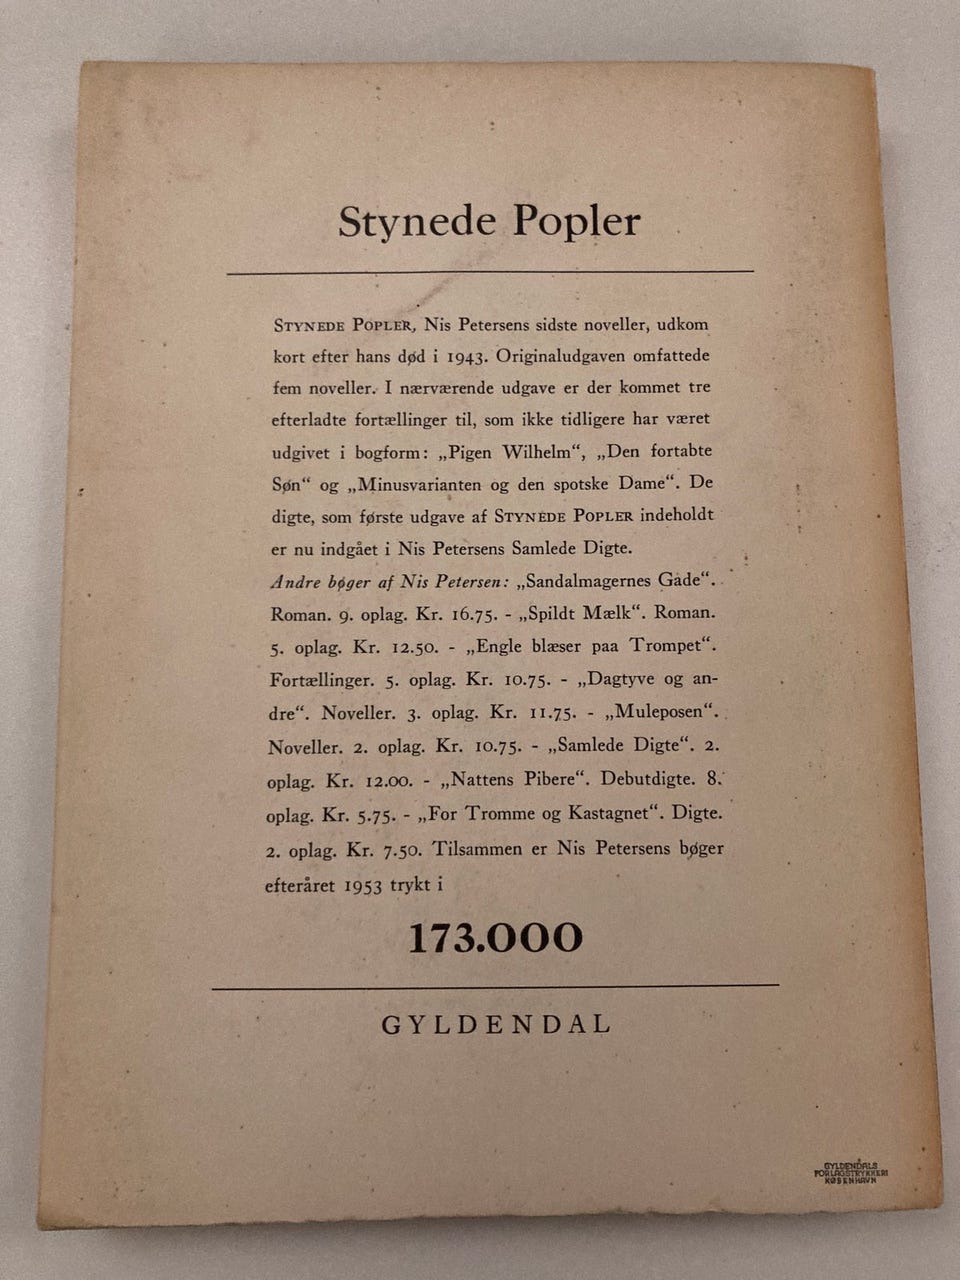 Stynede Popler
STYNEDE POPLER, Nis Petersens sidste noveller, udkom
kort efter hans død i 1943. Originaludgaven omfattede
fem noveller. I nærværende udgave er der kommet tre
efterladte fortællinger til, som ikke tidligere har været
udgivet i bogform: „Pigen Wilhelm“, „Den fortabte
Søn“ og „Minusvarianten og den spotske Dame“. De
digte, som første udgave af STYNEDE POPLER indeholdt
er nu indgået i Nis Petersens Samlede Digte.
Andre bøger af Nis Petersen: „Sandalmagernes Gade“.
Roman. 9. oplag. Kr. 16.75. - „Spildt Mælk“. Roman.
5. oplag. Kr. 12.50. - „Engle blæser paa Trompet“.
Fortællinger. 5. oplag. Kr. 10.75. - „Dagtyve og an-
dre“. Noveller. 3. oplag. Kr. 11.75. - „Muleposen“.
Noveller. 2. oplag. Kr. 10.75. - „Samlede Digte“. 2.
oplag. Kr. 12.00. - „Nattens Pibere“. Debutdigte. 8.
oplag. Kr. 5.75. - „For Tromme og Kastagnet“. Digte.
2. oplag. Kr. 7.50. Tilsammen er Nis Petersens bøger
efteråret 1953 trykt i
173.000
GYLDENDAL
GYLDENDALS
FORLAGSTRYKKERI
KØBENHAVN